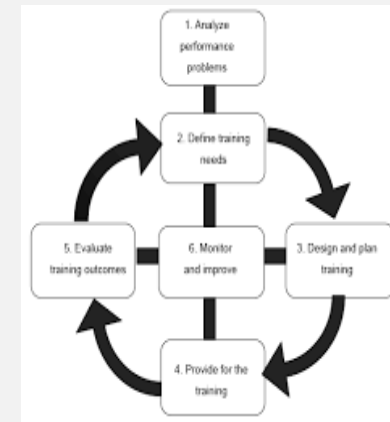 1. Analyze
performance
problems
2. Define training
needs
5. Evaluate
training outcomes
6. Monitor
and improve
3. Design and plan
training
4. Provide for the
training